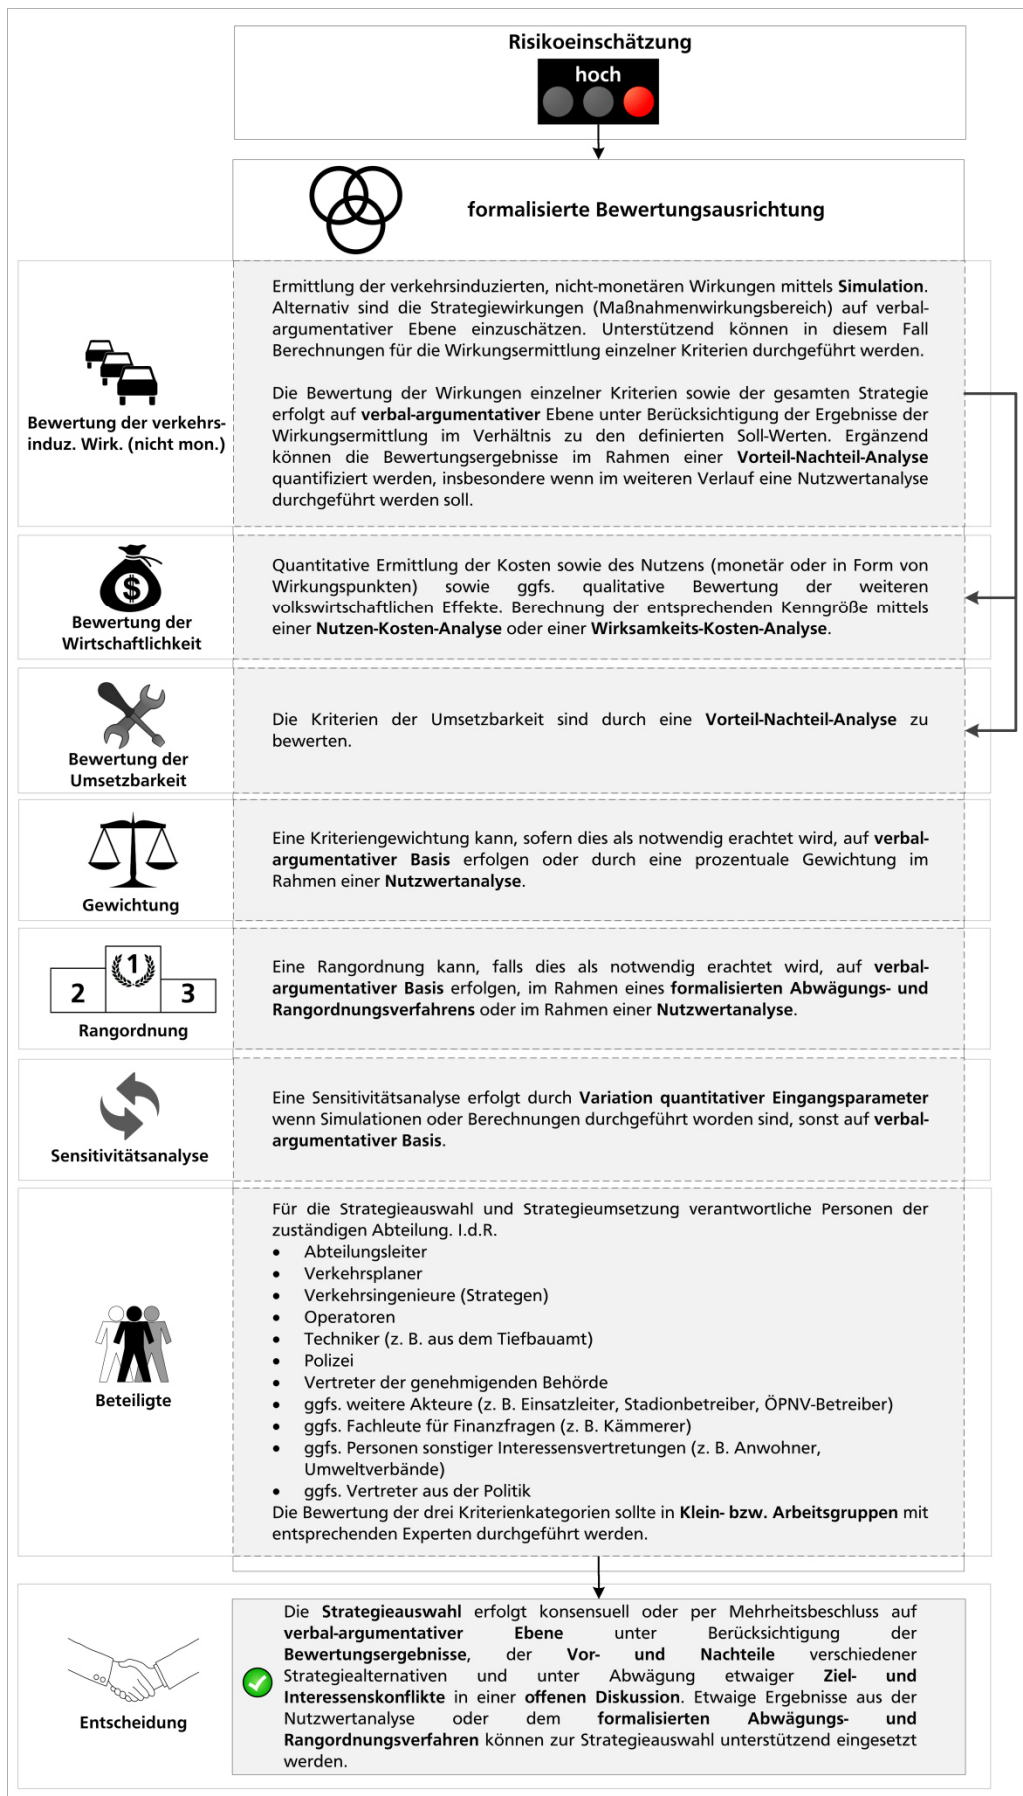 Risikoeinschätzung
hoch
formalisierte Bewertungsausrichtung
Ermittlung der verkehrsinduzierten, nicht-monetären Wirkungen mittels Simulation.
Alternativ sind die Strategiewirkungen (Maßnahmenwirkungsbereich) auf verbal-
argumentativer Ebene einzuschätzen. Unterstützend können in diesem Fall
Berechnungen für die Wirkungsermittlung einzelner Kriterien durchgeführt werden.
Die Bewertung der Wirkungen einzelner Kriterien sowie der gesamten Strategie
erfolgt auf verbal-argumentativer Ebene unter Berücksichtigung der Ergebnisse der
Wirkungsermittlung im Verhältnis zu den definierten Soll-Werten. Ergänzend
können die Bewertungsergebnisse im Rahmen einer Vorteil-Nachteil-Analyse
quantifiziert werden, insbesondere wenn im weiteren Verlauf eine Nutzwertanalyse
durchgeführt werden soll.
Bewertung der verkehrs-
induz. Wirk. (nicht mon.)
Quantitative Ermittlung der Kosten sowie des Nutzens (monetär oder in Form von
Wirkungspunkten) sowie ggfs. qualitative Bewertung der weiteren
volkswirtschaftlichen Effekte. Berechnung der entsprechenden Kenngröße mittels
einer Nutzen-Kosten-Analyse oder einer Wirksamkeits-Kosten-Analyse.
$
Bewertung der
Wirtschaftlichkeit
Die Kriterien der Umsetzbarkeit sind durch eine Vorteil-Nachteil-Analyse zu
bewerten.
Bewertung der
Umsetzbarkeit
Eine Kriteriengewichtung kann, sofern dies als notwendig erachtet wird, auf verbal-
argumentativer Basis erfolgen oder durch eine prozentuale Gewichtung im
Rahmen einer Nutzwertanalyse.
Gewichtung
Eine Rangordnung kann, falls dies als notwendig erachtet wird, auf verbal-
argumentativer Basis erfolgen, im Rahmen eines formalisierten Abwägungs- und
Rangordnungsverfahrens oder im Rahmen einer Nutzwertanalyse.
2 1 3
Rangordnung
Eine Sensitivitätsanalyse erfolgt durch Variation quantitativer Eingangsparameter
wenn Simulationen oder Berechnungen durchgeführt worden sind, sonst auf verbal-
argumentativer Basis.
Sensitivitätsanalyse
Für die Strategieauswahl und Strategieumsetzung verantwortliche Personen der
zuständigen Abteilung. I.d.R.
• Abteilungsleiter
• Verkehrsplaner
• Verkehrsingenieure (Strategen)
• Operatoren
• Techniker (z. B. aus dem Tiefbauamt)
• Polizei
• Vertreter der genehmigenden Behörde
• ggfs. weitere Akteure (z. B. Einsatzleiter, Stadionbetreiber, ÖPNV-Betreiber)
• ggfs. Fachleute für Finanzfragen (z. B. Kämmerer)
• ggfs. Personen sonstiger Interessensvertretungen (z. B. Anwohner,
Umweltverbände)
• ggfs. Vertreter aus der Politik
Die Bewertung der drei Kriterienkategorien sollte in Klein- bzw. Arbeitsgruppen mit
entsprechenden Experten durchgeführt werden.
Beteiligte
Die Strategieauswahl erfolgt konsensuell oder per Mehrheitsbeschluss auf
verbal-argumentativer Ebene unter Berücksichtigung der
Bewertungsergebnisse, der Vor- und Nachteile verschiedener
Strategiealternativen und unter Abwägung etwaiger Ziel- und
Interessenskonflikte in einer offenen Diskussion. Etwaige Ergebnisse aus der
Nutzwertanalyse oder dem formalisierten Abwägungs- und
Rangordnungsverfahren können zur Strategieauswahl unterstützend eingesetzt
werden.
Entscheidung